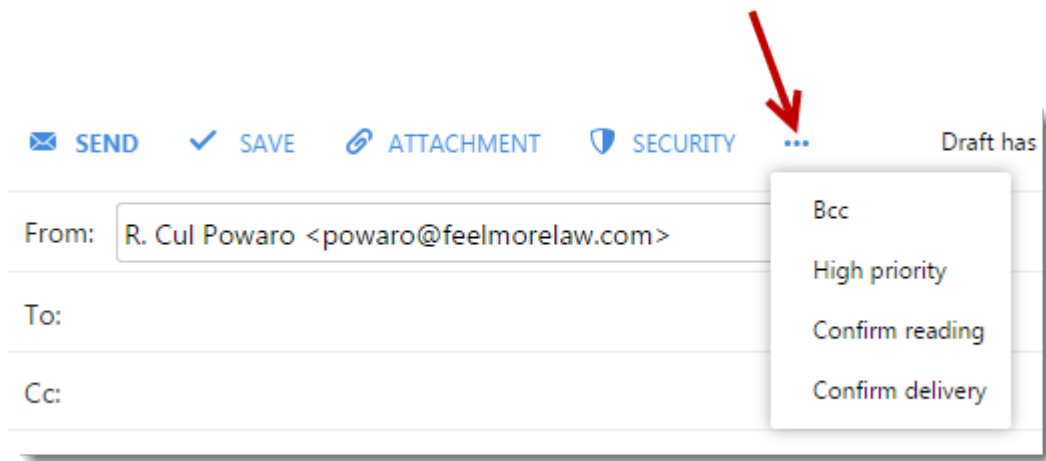 SEND SAVE ATTACHMENT SECURITY ... Draft has
Bcc
From: R. Cul Powaro <powaro@feelmorelaw.com>
High priority
To:
Confirm reading
Cc:
Confirm delivery